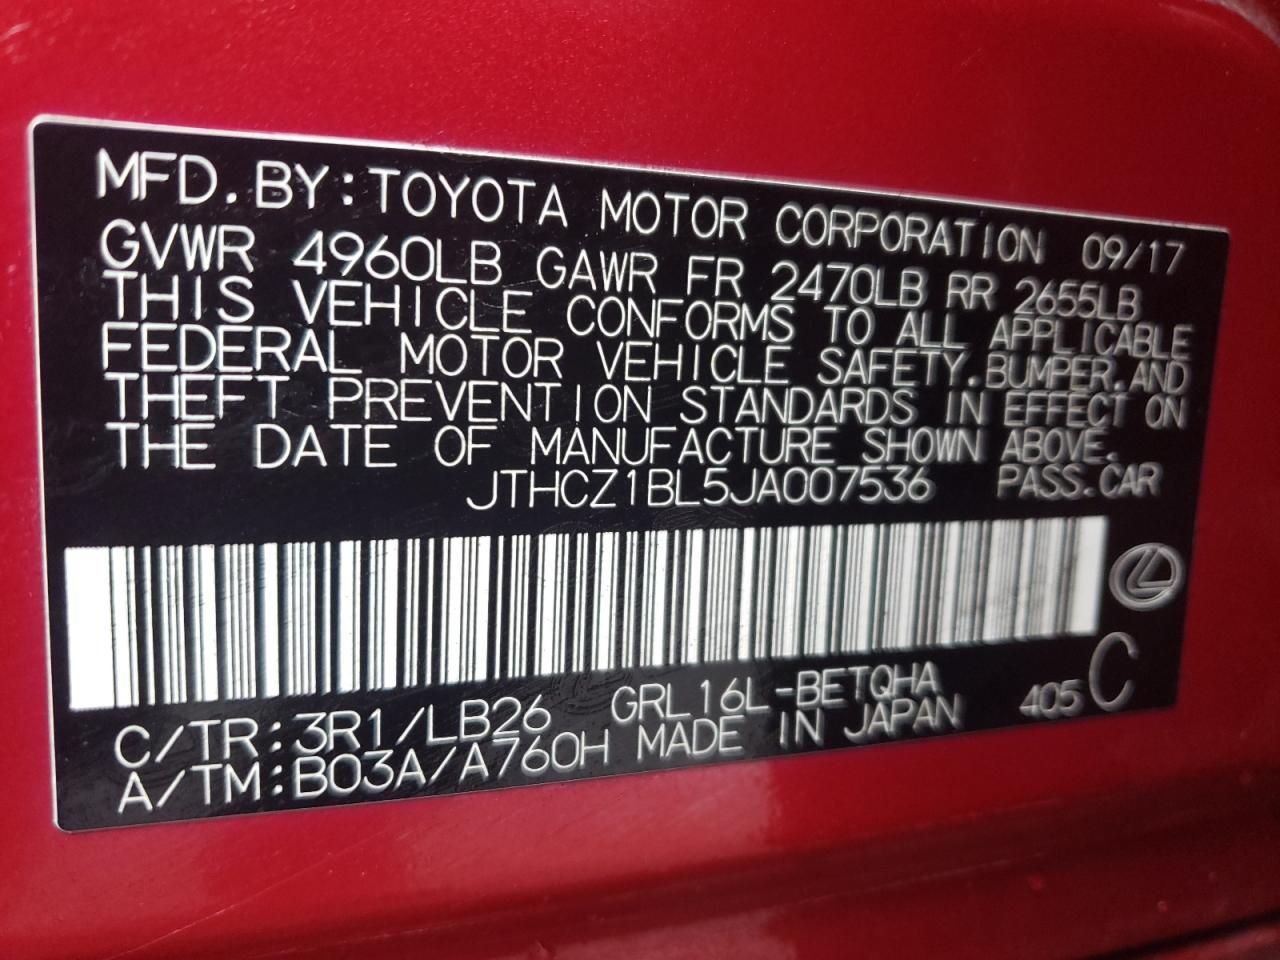 MFD.BY:TOYOTA MOTOR CORPORATION 09/17
GVWR 4960LB GAWR FR 2470LB RR 2655LB
THIS VEHICLE CONFORMS TO ALL APPLICABLE
FEDERAL MOTOR VEHICLE SAFETY.BUMPER.AND
THEFT PREVENTION STANDARDS IN EFFECT ON
THE DATE OF MANUFACTURE SHOWN ABOVE.
JTHCZ1BL5JA007536 PASS.CAR
C/TR:3R1/LB26 GRL16L-BETQHA 405 C
A/TM:B03A/A760H MADE IN JAPAN